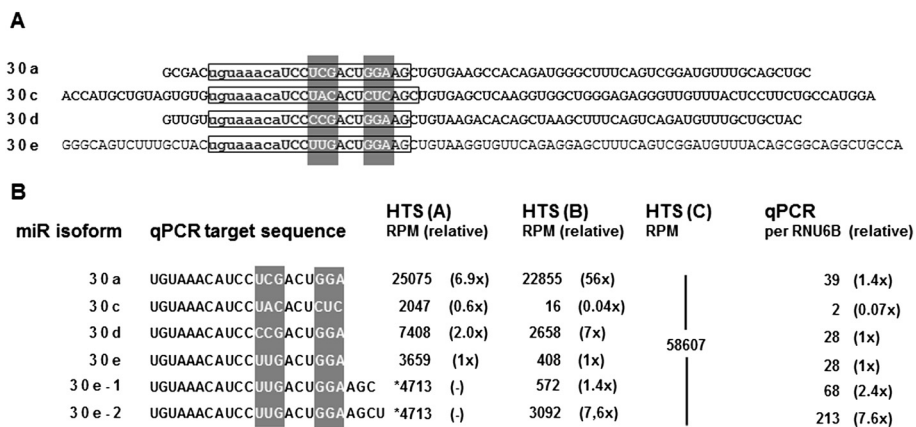 A
30a GCGACuguaaacaUCCUCGACUGGAAGCUGUGAAGCCACAGAUGGGCUUUCAGUCGGAUGUUUGCAGCUGC
30c ACCAUGCUGUAGUGUGuguaaacaUCCUACACUCUCAGCUGUGAGCUCAAGGUGGCUGGGAGAGGGUUGUUUACUCCUUCUGCCAUGGA
30d GUUGUuguaaacaUCCCCGACUGGAAGCUGUAAGACACAGCUAAGCUUUCAGUCAGAUGUUUGCUGCUAC
30e GGGCAGUCUUUGCUACuguaaacaUCCUUGACUGGAAGCUGUAAGGUGUUCAGAGGAGCUUUCAGUCGGAUGUUUACAGCGGCAGGCUGCCA
B
HTS (A) HTS (B) HTS (C) qPCR
miR isoform qPCR target sequence RPM (relative) RPM (relative) RPM per RNU6B (relative)
30a UGUAAACAUCCUCGACUGGA 25075 (6.9x) 22855 (56x) 39 (1.4x)
30c UGUAAACAUCCUACACUCUC 2047 (0.6x) 16 (0.04x) 2 (0.07x)
30d UGUAAACAUCCCCGACUGGA 7408 (2.0x) 2658 (7x) 28 (1x)
58607
30e UGUAAACAUCCUUGACUGGA 3659 (1x) 408 (1x) 28 (1x)
30e-1 UGUAAACAUCCUUGACUGGAAGC *4713 (-) 572 (1.4x) 68 (2.4x)
30e-2 UGUAAACAUCCUUGACUGGAAGCU *4713 (-) 3092 (7,6x) 213 (7.6x)